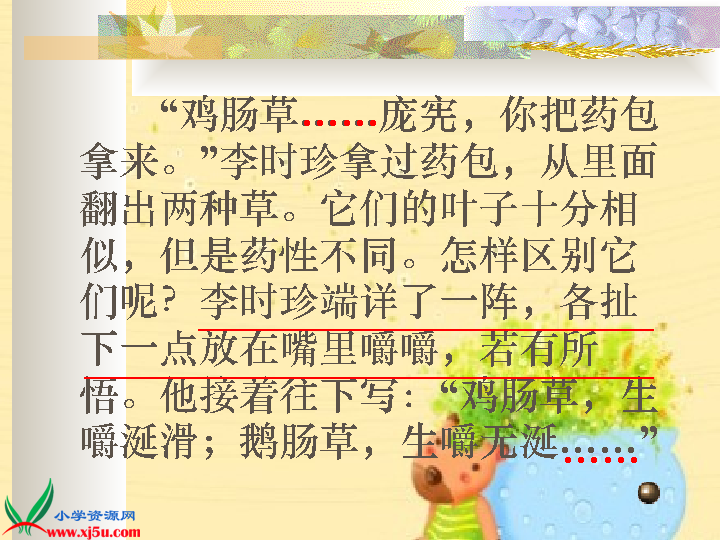 “鸡肠草……庞宪，你把药包
拿来。”李时珍拿过药包，从里面
翻出两种草。它们的叶子十分相
似，但是药性不同。怎样区别它
们呢？李时珍端详了一阵，各扯
下一点放在嘴里嚼嚼，若有所
悟。他接着往下写：“鸡肠草，生
嚼涎滑；鹅肠草，生嚼无涎……”
小学资源网
www.xj5u.com